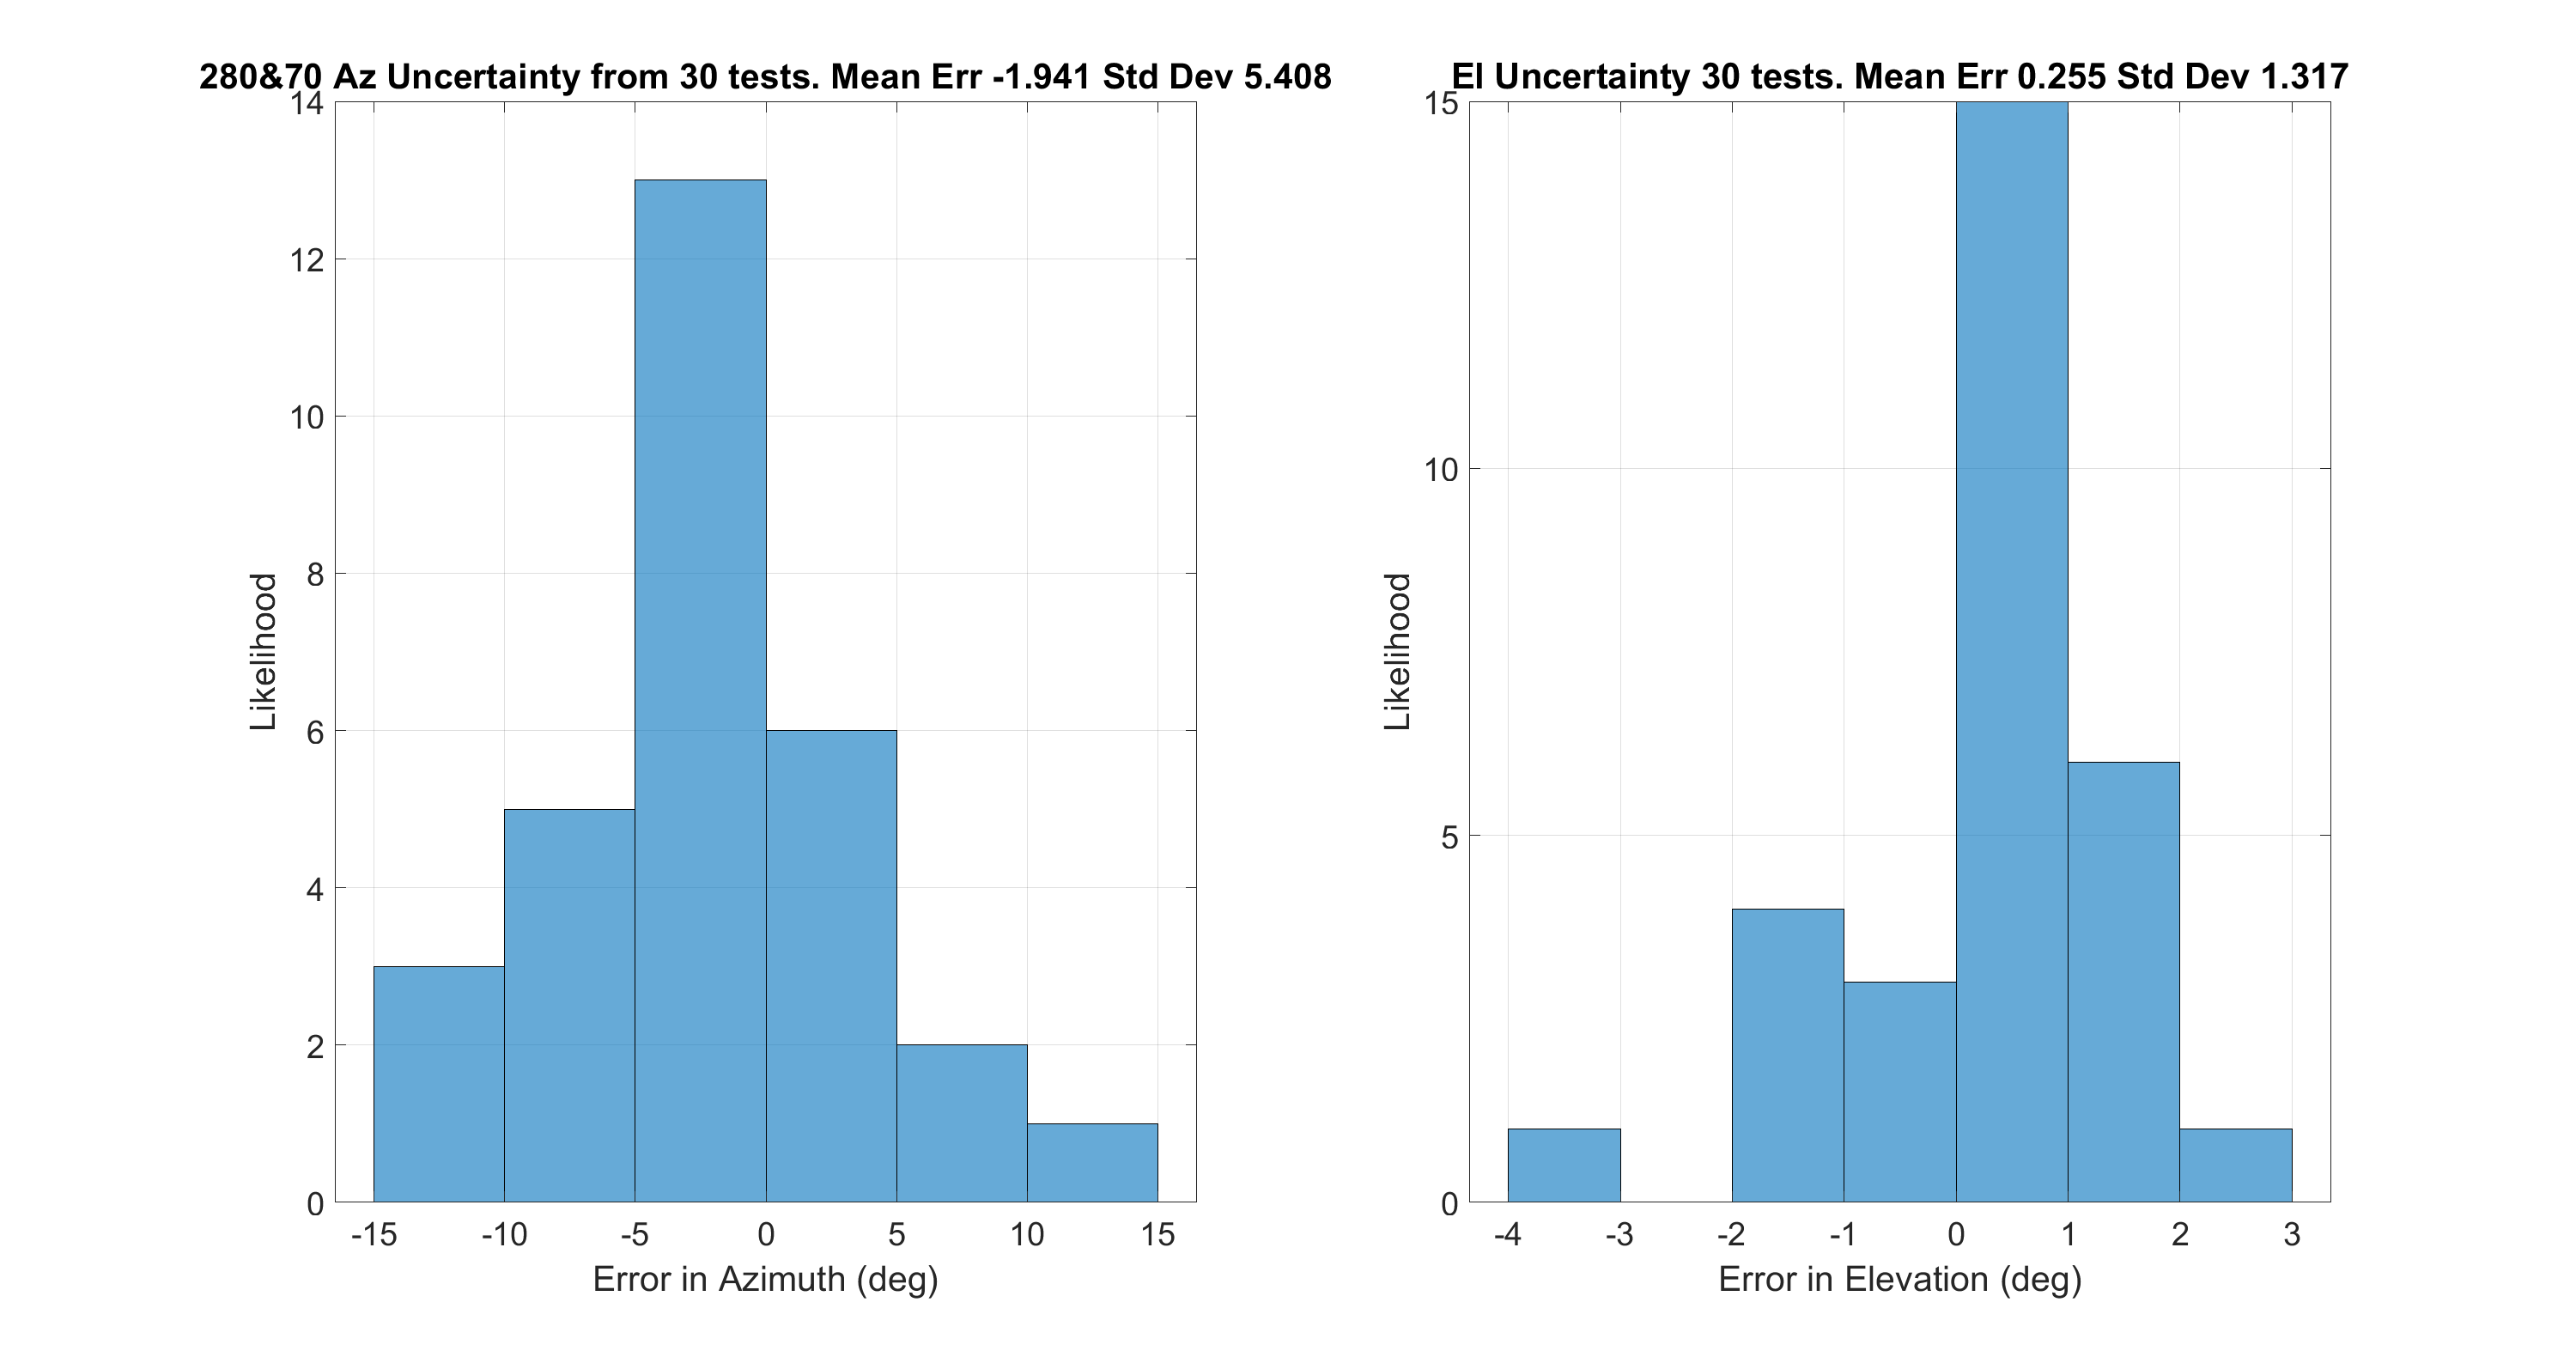 280&70 Az Uncertainty from 30 tests. Mean Err -1.941 Std Dev 5.408
14
12
10
8
6
4
2
0
Likelihood
-15 -10 -5 0 5 10 15
Error in Azimuth (deg)
El Uncertainty 30 tests. Mean Err 0.255 Std Dev 1.317
15
10
5
0
Likelihood
-4 -3 -2 -1 0 1 2 3
Error in Elevation (deg)